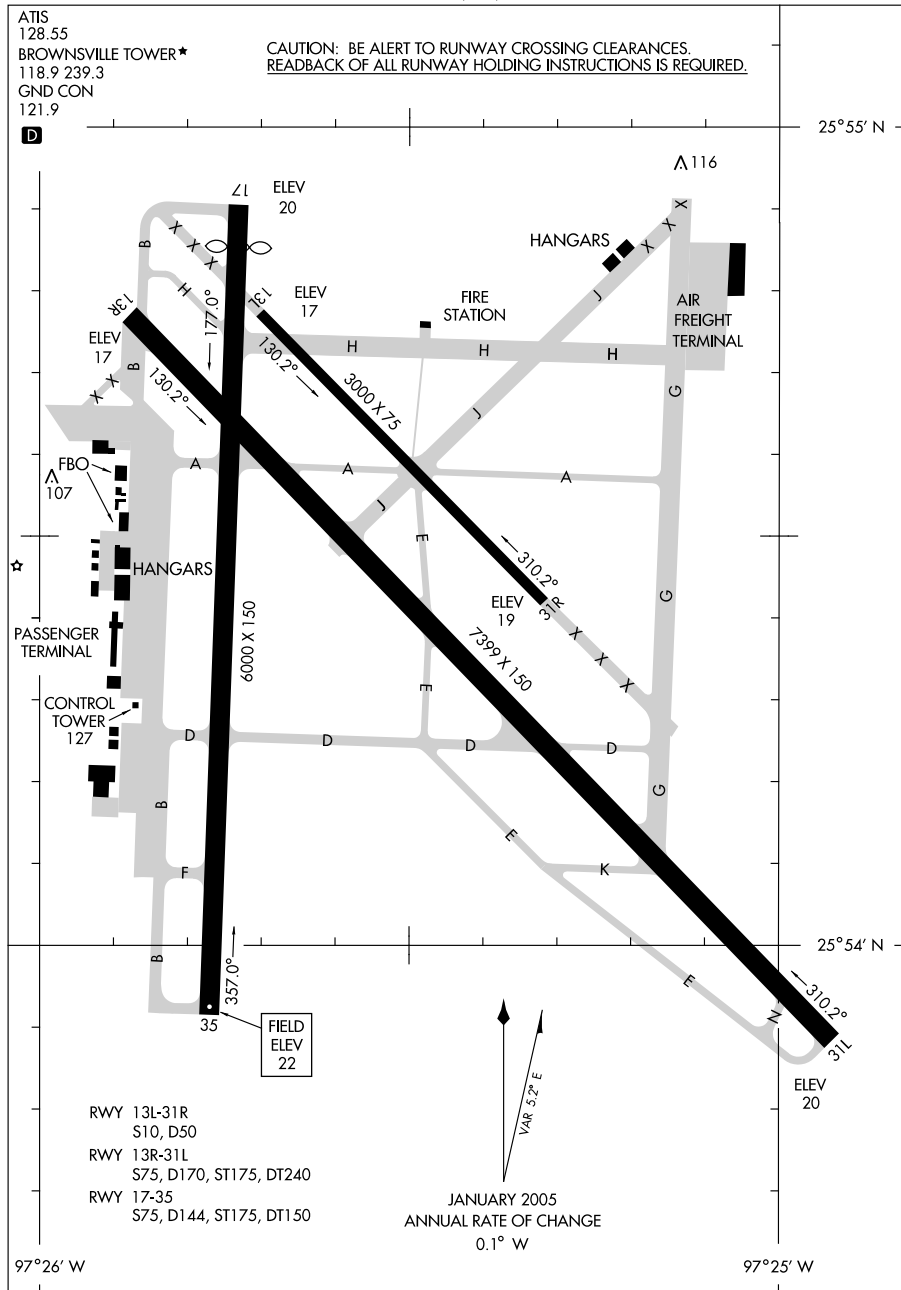 ATIS
128.55
BROWNSVILLE TOWER★
118.9 239.3
GND CON
121.9
D
CAUTION: BE ALERT TO RUNWAY CROSSING CLEARANCES.
READBACK OF ALL RUNWAY HOLDING INSTRUCTIONS IS REQUIRED.
25°55' N
116
17
ELEV
20
HANGARS
X
X
X
X
X
X
B
H
177.0°
13L
ELEV
17
FIRE
STATION
J
AIR
FREIGHT
TERMINAL
13R
ELEV
17
B
130.2°
130.2°
H
H
H
3000 X 75
G
X
X
J
FBO
107
A
A
A
J
E
HANGARS
310.2°
ELEV
19
31R
G
PASSENGER
TERMINAL
6000 X 150
7399 X 150
X
X
X
E
CONTROL
TOWER
127
D
D
D
D
B
G
E
F
K
25°54' N
B
357.0°
E
N
310.2°
31L
35
FIELD
ELEV
22
ELEV
20
VAR 5.2° E
RWY 13L-31R
S10, D50
RWY 13R-31L
S75, D170, ST175, DT240
RWY 17-35
S75, D144, ST175, DT150
JANUARY 2005
ANNUAL RATE OF CHANGE
0.1° W
97°26' W
97°25' W